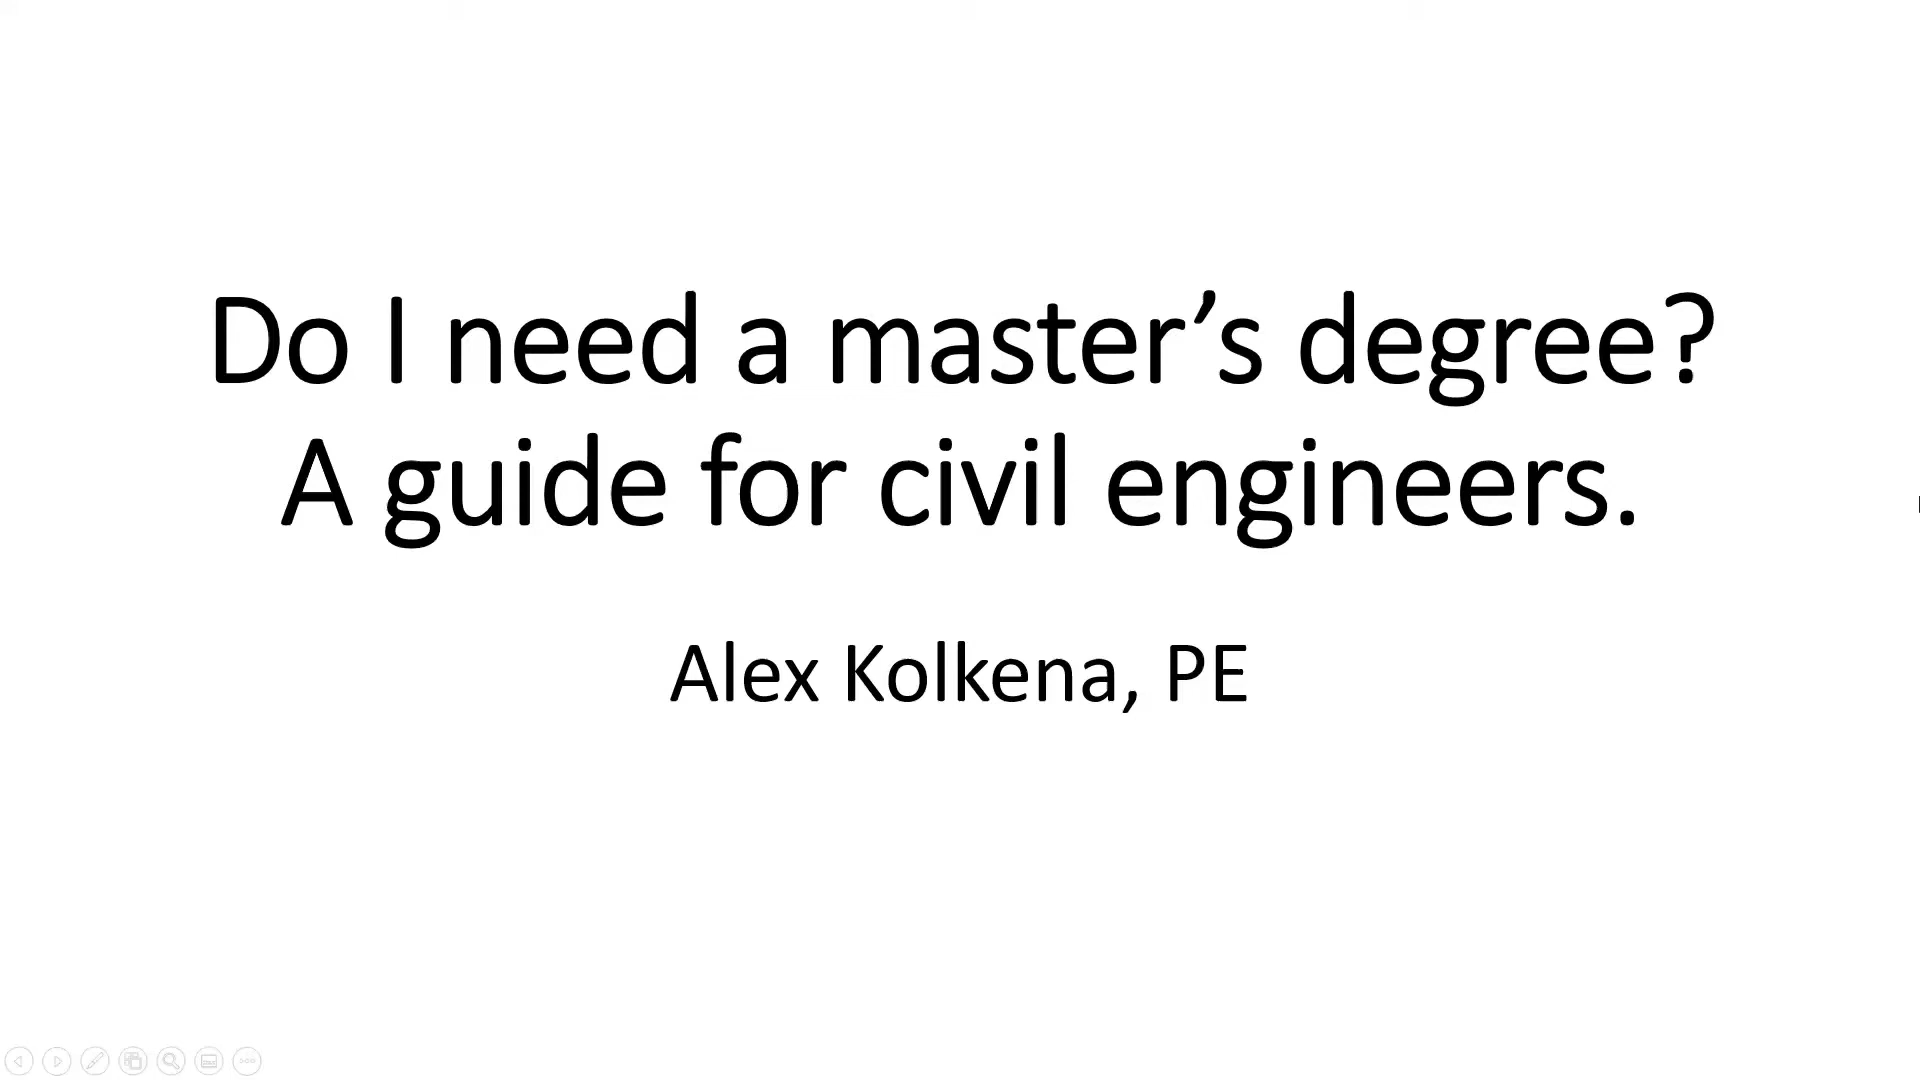 Do I need a master’s degree?
A guide for civil engineers.
Alex Kolkena, PE